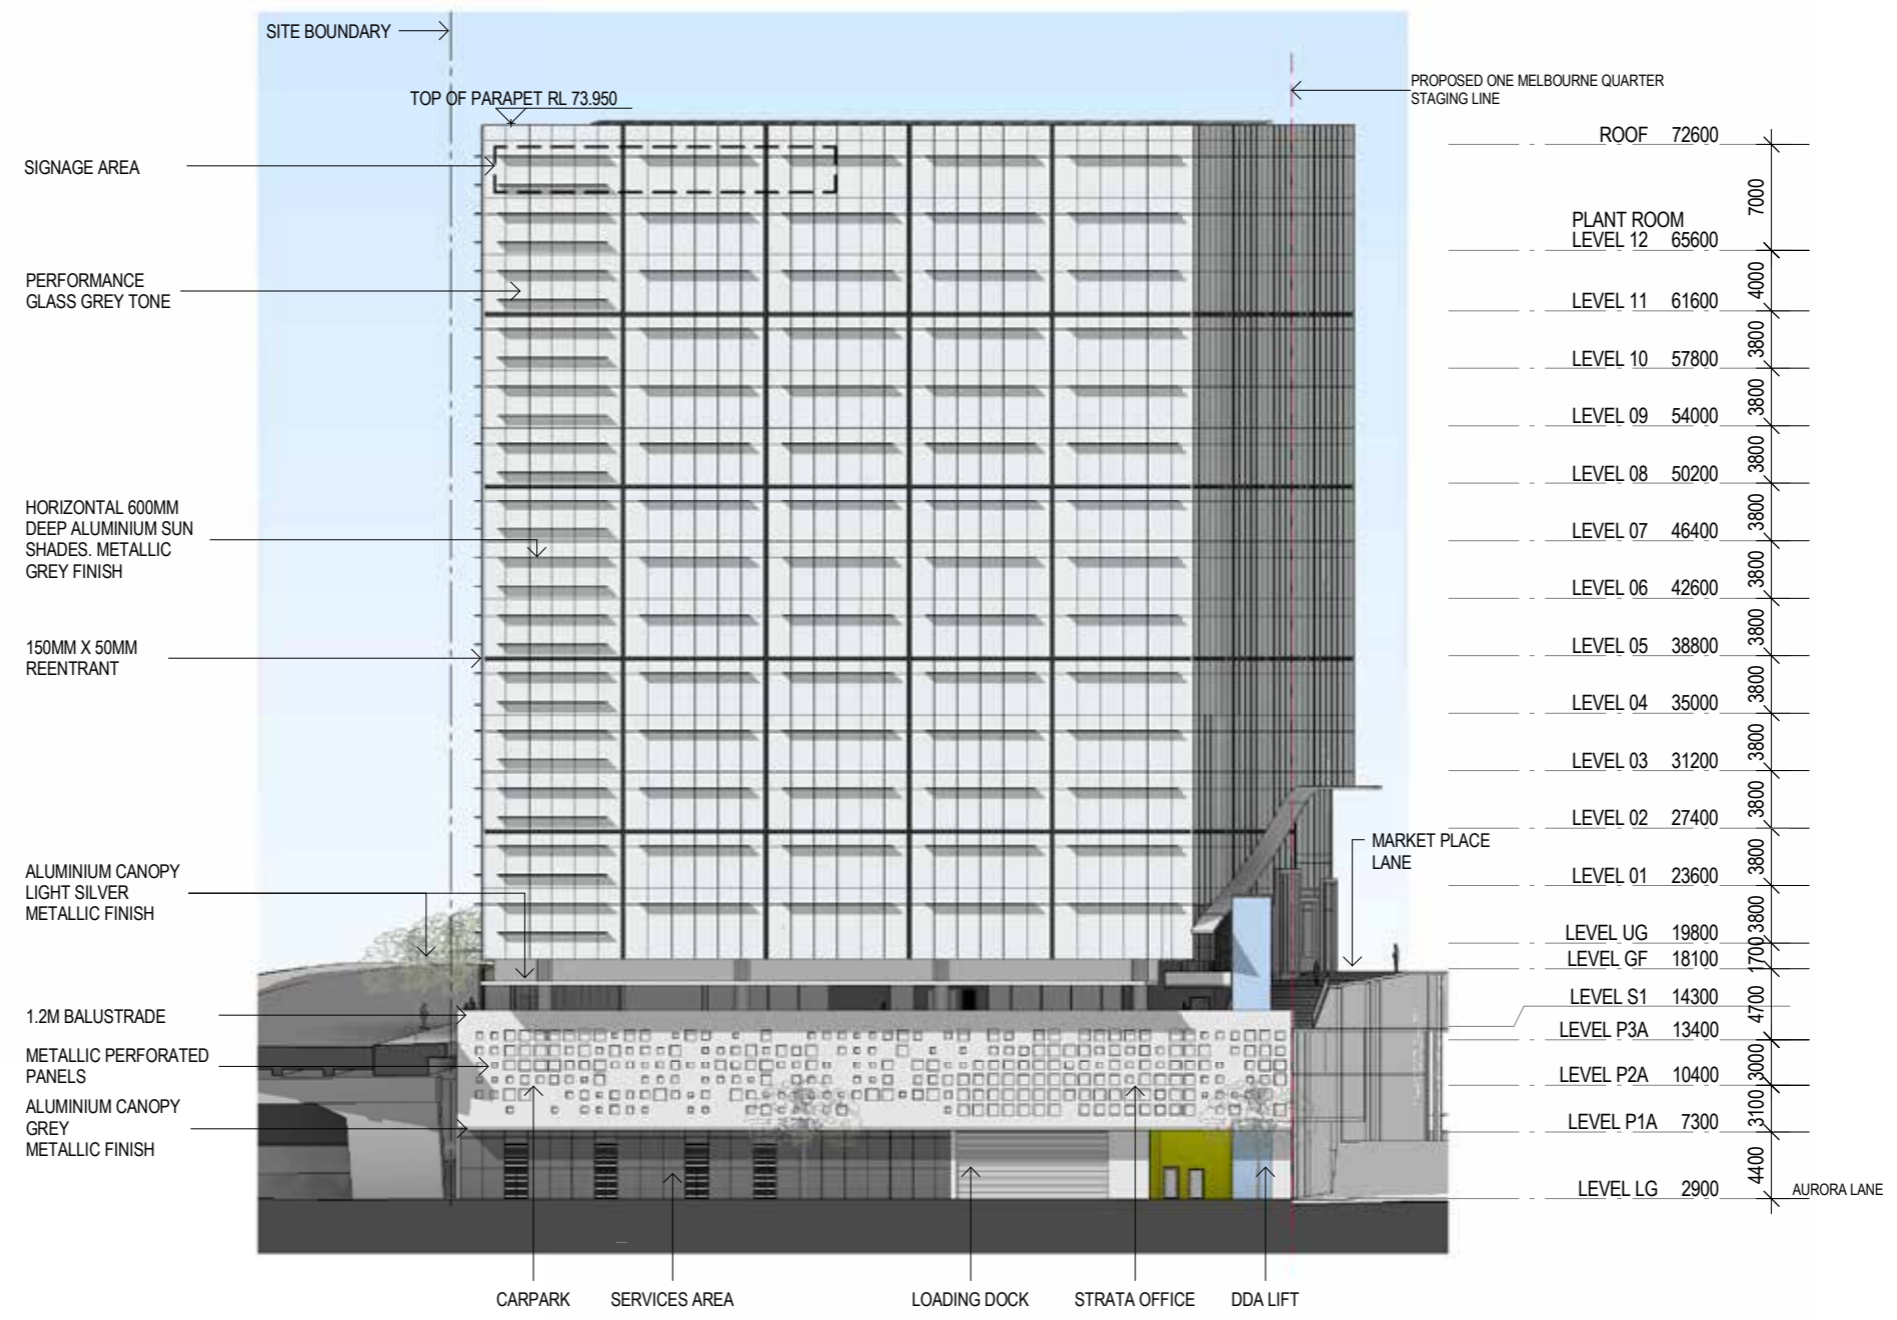 SITE BOUNDARY
TOP OF PARAPET RL 73.950
SIGNAGE AREA
PERFORMANCE
GLASS GREY TONE
HORIZONTAL 600MM
DEEP ALUMINIUM SUN
SHADES. METALLIC
GREY FINISH
150MM X 50MM
REENTRANT
ALUMINIUM CANOPY
LIGHT SILVER
METALLIC FINISH
1.2M BALUSTRADE
METALLIC PERFORATED
PANELS
ALUMINIUM CANOPY
GREY
METALLIC FINISH
CARPARK
SERVICES AREA
LOADING DOCK
STRATA OFFICE
DDA LIFT
MARKET PLACE
LANE
PROPOSED ONE MELBOURNE QUARTER
STAGING LINE
ROOF 72600
7000
PLANT ROOM
LEVEL 12 65600
4000
LEVEL 11 61600
3800
LEVEL 10 57800
3800
LEVEL 09 54000
3800
LEVEL 08 50200
3800
LEVEL 07 46400
3800
LEVEL 06 42600
3800
LEVEL 05 38800
3800
LEVEL 04 35000
3800
LEVEL 03 31200
3800
LEVEL 02 27400
3800
LEVEL 01 23600
3800
LEVEL UG 19800
1700
LEVEL GF 18100
LEVEL S1 14300
4700
LEVEL P3A 13400
3000
LEVEL P2A 10400
3100
LEVEL P1A 7300
4400
LEVEL LG 2900
AURORA LANE